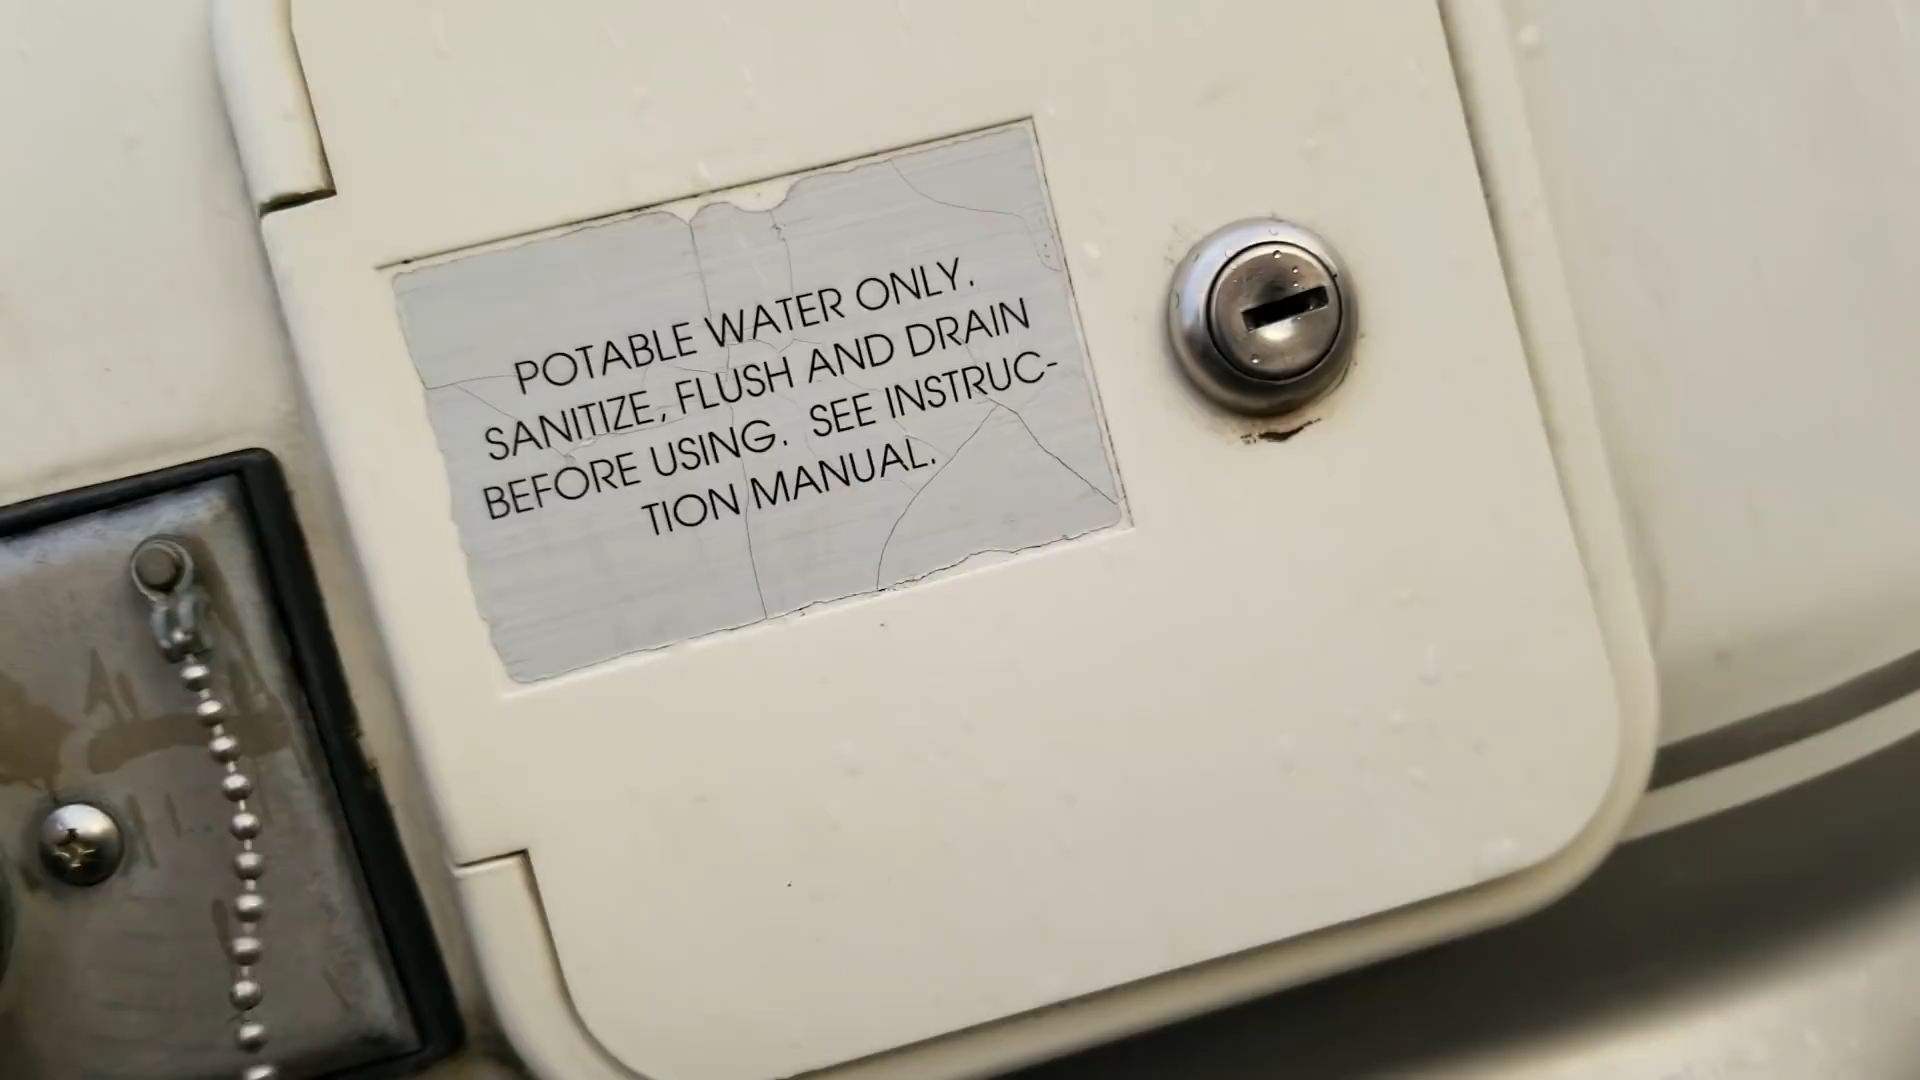 POTABLE WATER ONLY.
SANITIZE, FLUSH AND DRAIN
BEFORE USING. SEE INSTRUC-
TION MANUAL.